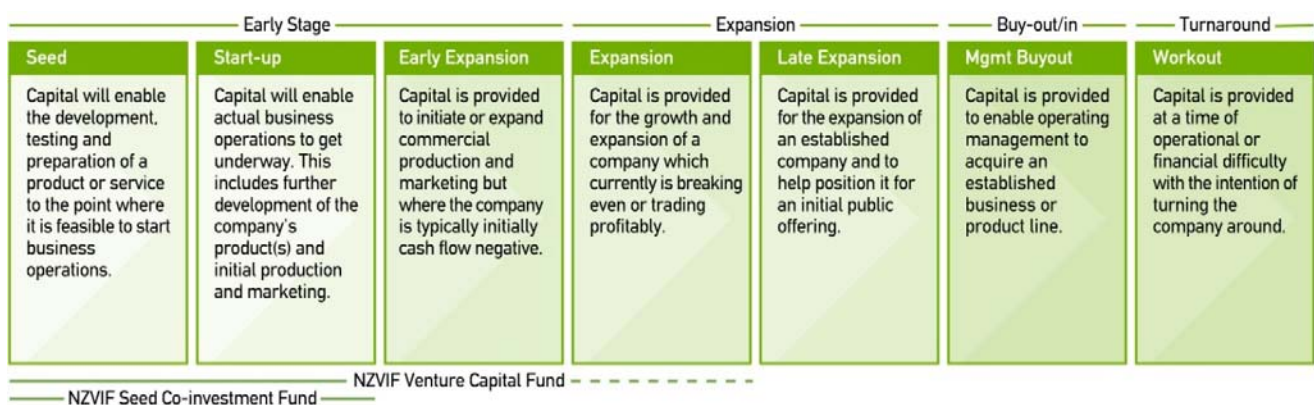 Early Stage
Expansion
Buy-out/in
Turnaround
Seed
Capital will enable
the development,
testing and
preparation of a
product or service
to the point where
it is feasible to start
business
operations.
Start-up
Capital will enable
actual business
operations to get
underway. This
includes further
development of the
company's
product(s) and
initial production
and marketing.
Early Expansion
Capital is provided
to initiate or expand
commercial
production and
marketing but
where the company
is typically initially
cash flow negative.
Expansion
Capital is provided
for the growth and
expansion of a
company which
currently is breaking
even or trading
profitably.
Late Expansion
Capital is provided
for the expansion of
an established
company and to
help position it for
an initial public
offering.
Mgmt Buyout
Capital is provided
to enable operating
management to
acquire an
established
business or
product line.
Workout
Capital is provided
at a time of
operational or
financial difficulty
with the intention of
turning the
company around.
NZVIF Venture Capital Fund
NZVIF Seed Co-investment Fund